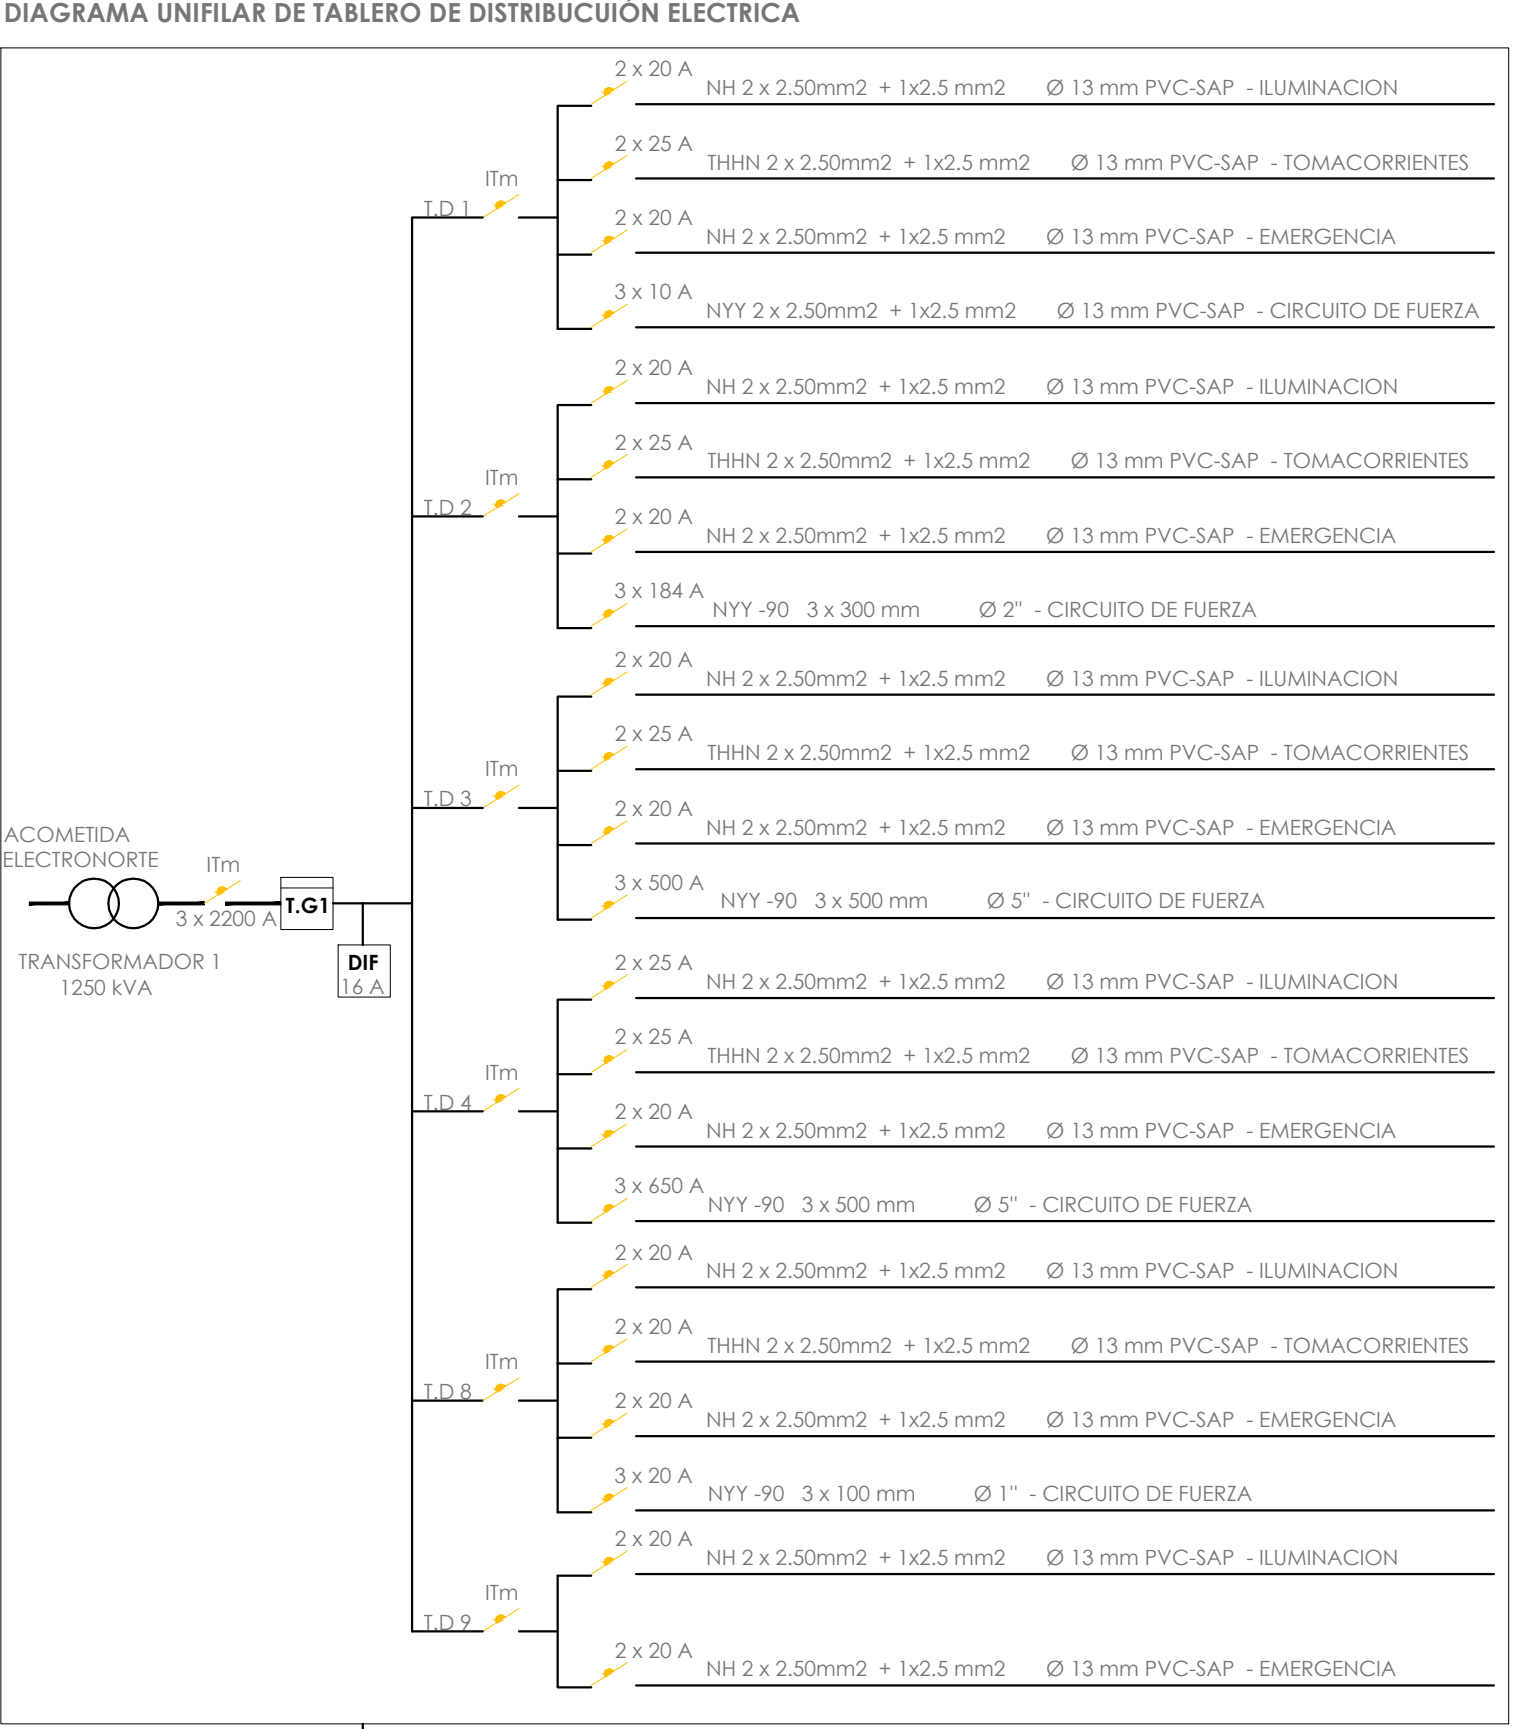 DIAGRAMA UNIFILAR DE TABLERO DE DISTRIBUCUIÓN ELECTRICA
ACOMETIDA
ELECTRONORTE
ITm
3 x 2200 A
T.G1
TRANSFORMADOR 1
1250 kVA
DIF
16 A
T.D 1
ITm
2 x 20 A
NH 2 x 2.50mm2 + 1x2.5 mm2 Ø 13 mm PVC-SAP - ILUMINACION
2 x 25 A
THHN 2 x 2.50mm2 + 1x2.5 mm2 Ø 13 mm PVC-SAP - TOMACORRIENTES
2 x 20 A
NH 2 x 2.50mm2 + 1x2.5 mm2 Ø 13 mm PVC-SAP - EMERGENCIA
3 x 10 A
NYY 2 x 2.50mm2 + 1x2.5 mm2 Ø 13 mm PVC-SAP - CIRCUITO DE FUERZA
T.D 2
ITm
2 x 20 A
NH 2 x 2.50mm2 + 1x2.5 mm2 Ø 13 mm PVC-SAP - ILUMINACION
2 x 25 A
THHN 2 x 2.50mm2 + 1x2.5 mm2 Ø 13 mm PVC-SAP - TOMACORRIENTES
2 x 20 A
NH 2 x 2.50mm2 + 1x2.5 mm2 Ø 13 mm PVC-SAP - EMERGENCIA
3 x 184 A
NYY -90 3 x 300 mm Ø 2" - CIRCUITO DE FUERZA
T.D 3
ITm
2 x 20 A
NH 2 x 2.50mm2 + 1x2.5 mm2 Ø 13 mm PVC-SAP - ILUMINACION
2 x 25 A
THHN 2 x 2.50mm2 + 1x2.5 mm2 Ø 13 mm PVC-SAP - TOMACORRIENTES
2 x 20 A
NH 2 x 2.50mm2 + 1x2.5 mm2 Ø 13 mm PVC-SAP - EMERGENCIA
3 x 500 A
NYY -90 3 x 500 mm Ø 5" - CIRCUITO DE FUERZA
T.D 4
ITm
2 x 25 A
NH 2 x 2.50mm2 + 1x2.5 mm2 Ø 13 mm PVC-SAP - ILUMINACION
2 x 25 A
THHN 2 x 2.50mm2 + 1x2.5 mm2 Ø 13 mm PVC-SAP - TOMACORRIENTES
2 x 20 A
NH 2 x 2.50mm2 + 1x2.5 mm2 Ø 13 mm PVC-SAP - EMERGENCIA
3 x 650 A
NYY -90 3 x 500 mm Ø 5" - CIRCUITO DE FUERZA
T.D 8
ITm
2 x 20 A
NH 2 x 2.50mm2 + 1x2.5 mm2 Ø 13 mm PVC-SAP - ILUMINACION
2 x 20 A
THHN 2 x 2.50mm2 + 1x2.5 mm2 Ø 13 mm PVC-SAP - TOMACORRIENTES
2 x 20 A
NH 2 x 2.50mm2 + 1x2.5 mm2 Ø 13 mm PVC-SAP - EMERGENCIA
3 x 20 A
NYY -90 3 x 100 mm Ø 1" - CIRCUITO DE FUERZA
T.D 9
ITm
2 x 20 A
NH 2 x 2.50mm2 + 1x2.5 mm2 Ø 13 mm PVC-SAP - ILUMINACION
2 x 20 A
NH 2 x 2.50mm2 + 1x2.5 mm2 Ø 13 mm PVC-SAP - EMERGENCIA